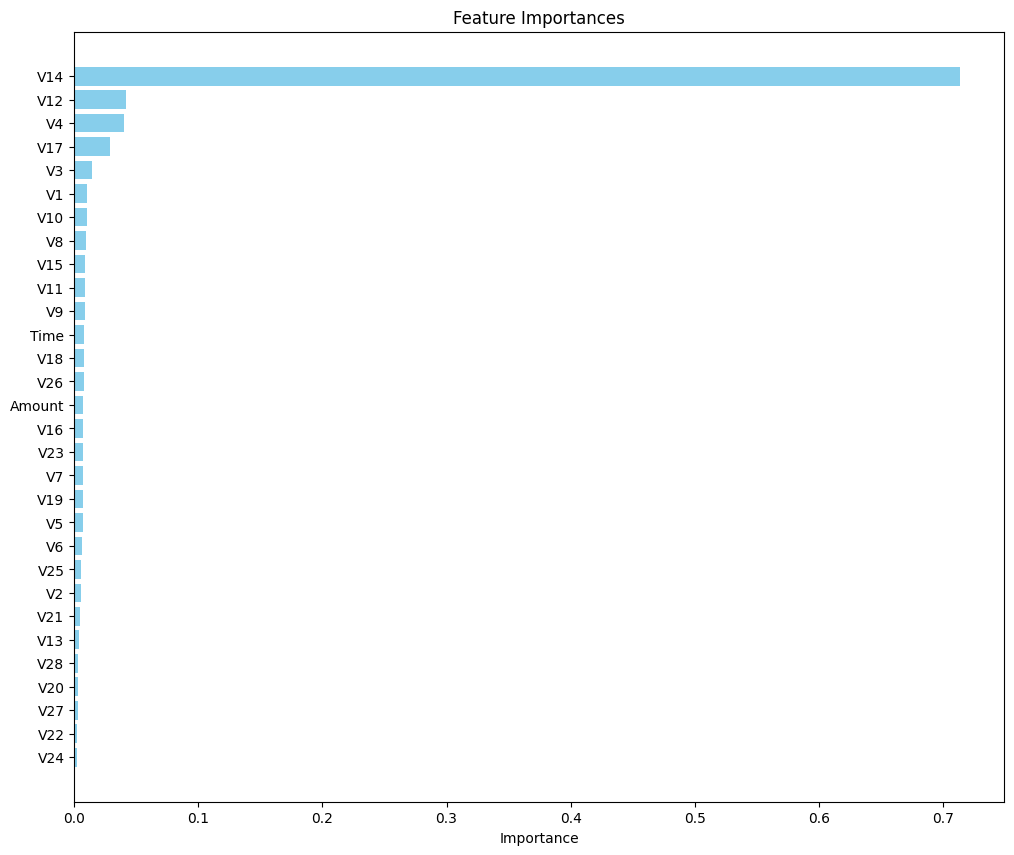 Feature Importances
V14
V12
V4
V17
V3
V1
V10
V8
V15
V11
V9
Time
V18
V26
Amount
V16
V23
V7
V19
V5
V6
V25
V2
V21
V13
V28
V20
V27
V22
V24
0.0 0.1 0.2 0.3 0.4 0.5 0.6 0.7
Importance